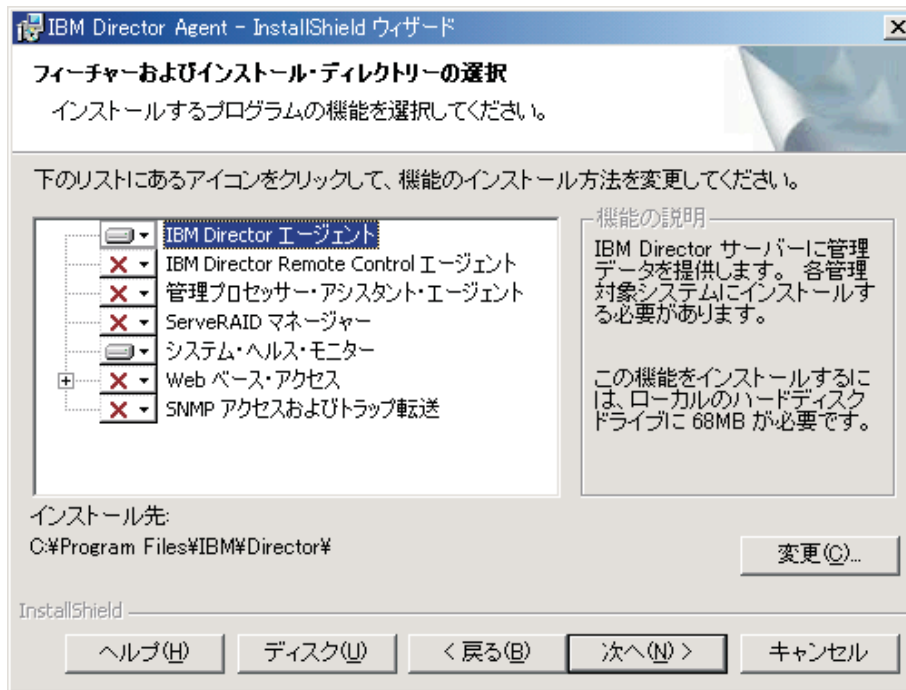 IBM Director Agent - InstallShield ウィザード
フィーチャーおよびインストール・ディレクトリーの選択
インストールするプログラムの機能を選択してください。
下のリストにあるアイコンをクリックして、機能のインストール方法を変更してください。
IBM Director エージェント
IBM Director Remote Control エージェント
管理プロセッサー・アシスタント・エージェント
ServeRAID マネージャー
システム・ヘルス・モニター
Web ベース・アクセス
SNMP アクセスおよびトラップ転送
機能の説明
IBM Director サーバーに管理
データを提供します。 各管理
対象システムにインストールす
る必要があります。
この機能をインストールするに
は、ローカルのハードディスク
ドライブに 68MB が必要です。
インストール先:
C:¥Program Files¥IBM¥Director¥
変更(C)...
InstallShield
ヘルプ(H)
ディスク(U)
< 戻る(B)
次へ(N) >
キャンセル